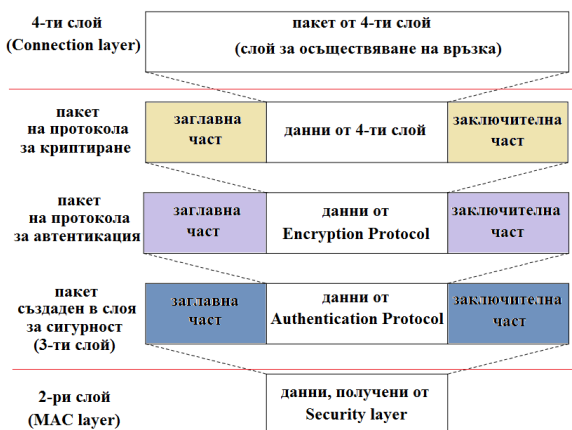 4-ти слой
(Connection layer)
пакет от 4-ти слой
(слой за осъществяване на връзка)
пакет
на протокола
за криптиране
заглавна
част
данни от 4-ти слой
заключителна
част
пакет
на протокола
за автентикация
заглавна
част
данни от
Encryption Protocol
заключителна
част
пакет
създаден в слоя
за сигурност
(3-ти слой)
заглавна
част
данни от
Authentication Protocol
заключителна
част
2-ри слой
(MAC layer)
данни, получени от
Security layer